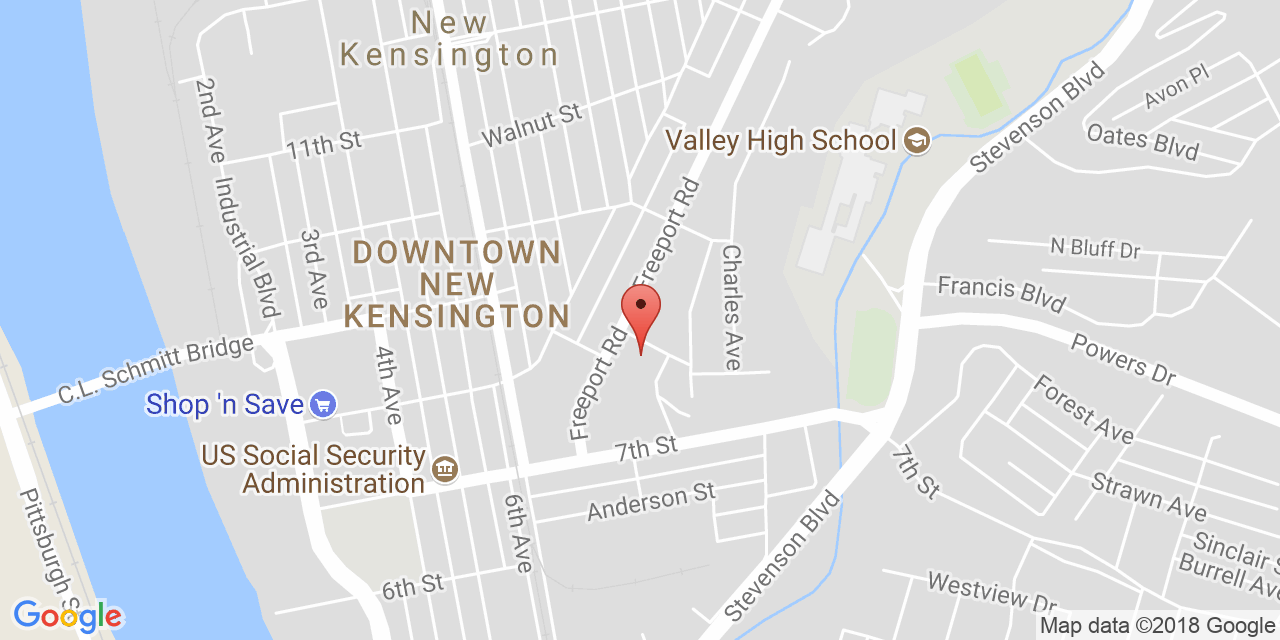 New
Kensington
2nd Ave
11th St
Walnut St
Valley High School
Stevenson Blvd
Avon Pl
Oates Blvd
Industrial Blvd
3rd Ave
DOWNTOWN
NEW
KENSINGTON
Freeport Rd
Charles Ave
N Bluff Dr
Francis Blvd
Powers Dr
C.L. Schmitt Bridge
4th Ave
Freeport Rd
Shop 'n Save
Forest Ave
US Social Security
Administration
7th St
7th St
Anderson St
Strawn Ave
6th Ave
Pittsburgh S
Stevenson Blvd
Sinclair S
Burrell Ave
6th St
Westview Dr
Google
Map data ©2018 Google